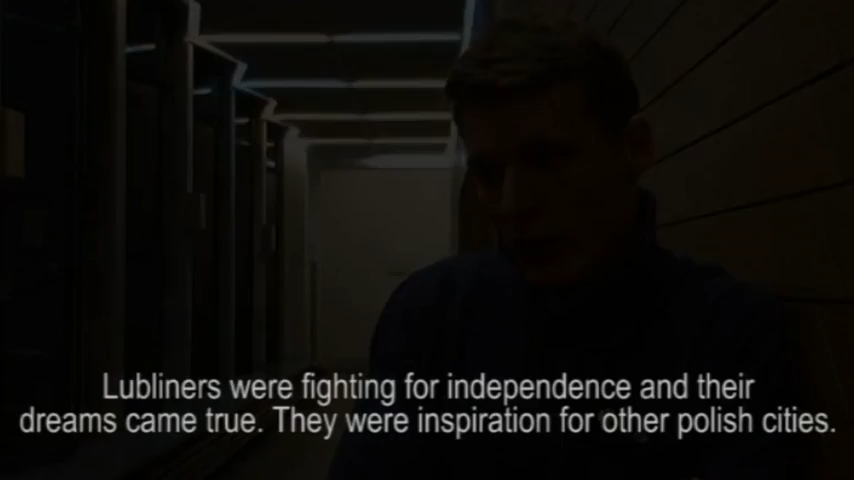 Lubliners were fighting for independence and their
dreams came true. They were inspiration for other polish cities.